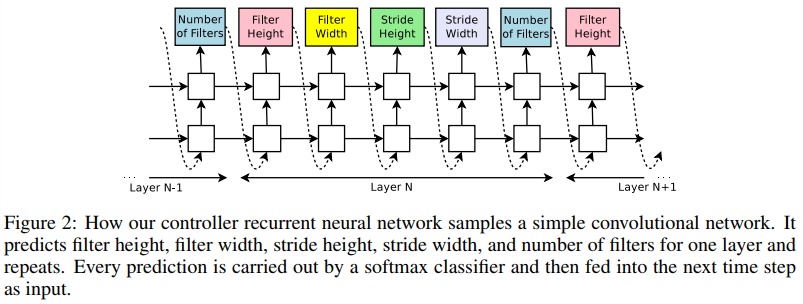 Number of Filters
Filter Height
Filter Width
Stride Height
Stride Width
Number of Filters
Filter Height
... ...
Layer N-1 Layer N Layer N+1
Figure 2: How our controller recurrent neural network samples a simple convolutional network. It
predicts filter height, filter width, stride height, stride width, and number of filters for one layer and
repeats. Every prediction is carried out by a softmax classifier and then fed into the next time step
as input.